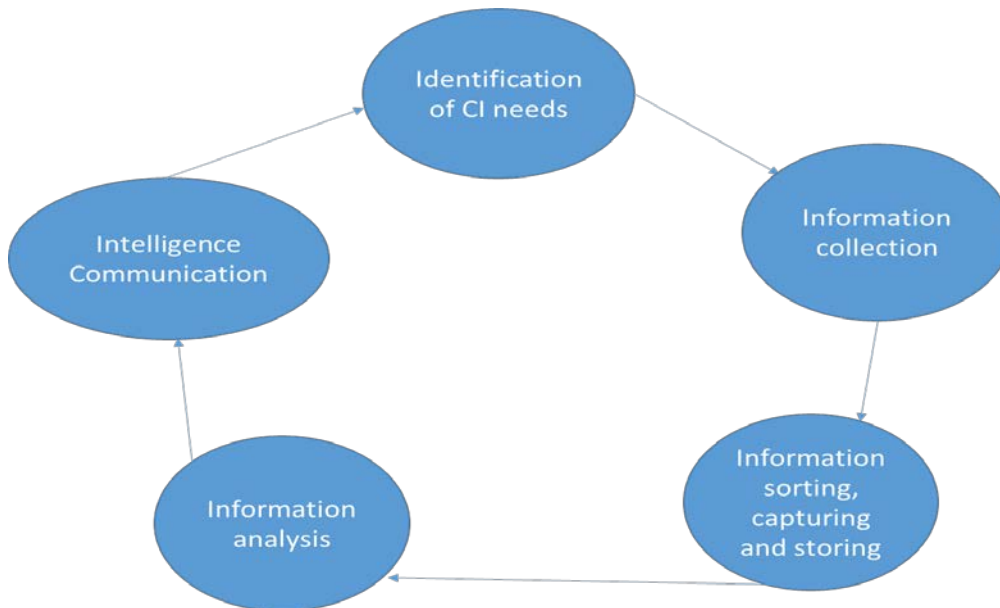 Identification
of CI needs
Information
collection
Information
sorting,
capturing
and storing
Information
analysis
Intelligence
Communication